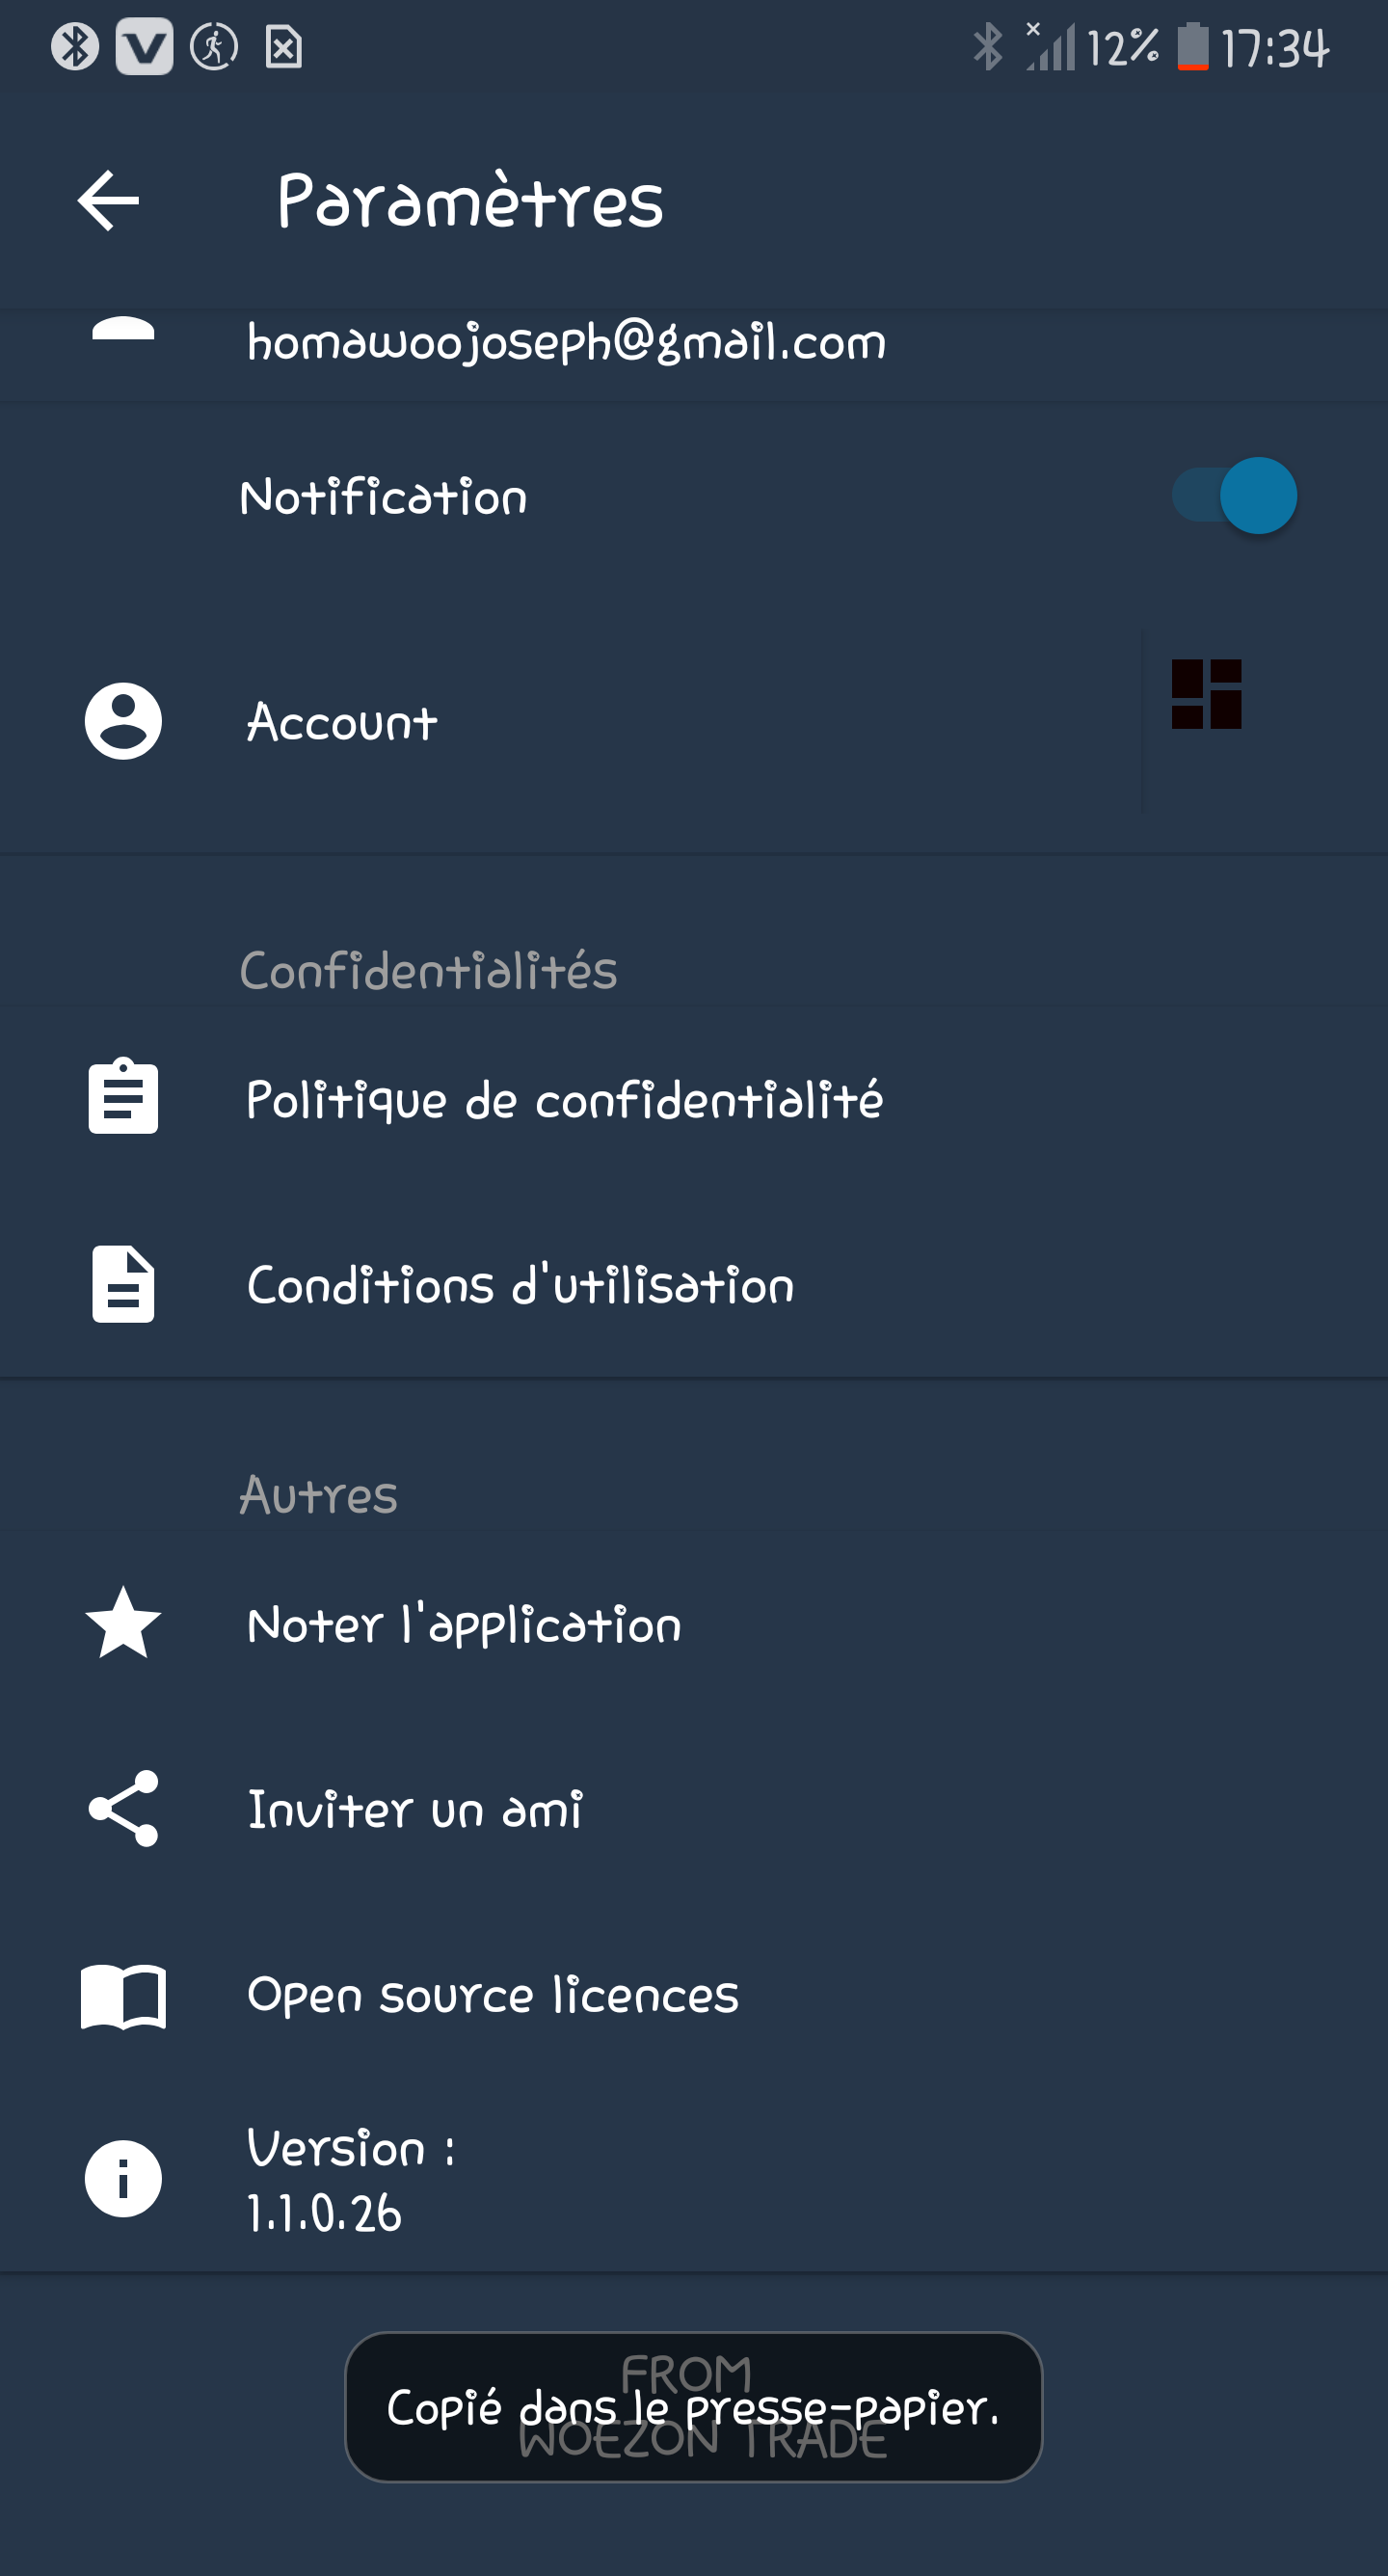 12% 17:34
Paramètres
homawoojoseph@gmail.com
Notification
Account
Confidentialités
Politique de confidentialité
Conditions d'utilisation
Autres
Noter l'application
Inviter un ami
Open source licences
Version :
1.1.0.26
FROM
Copié dans le presse-papier.
WOEZON TRADE